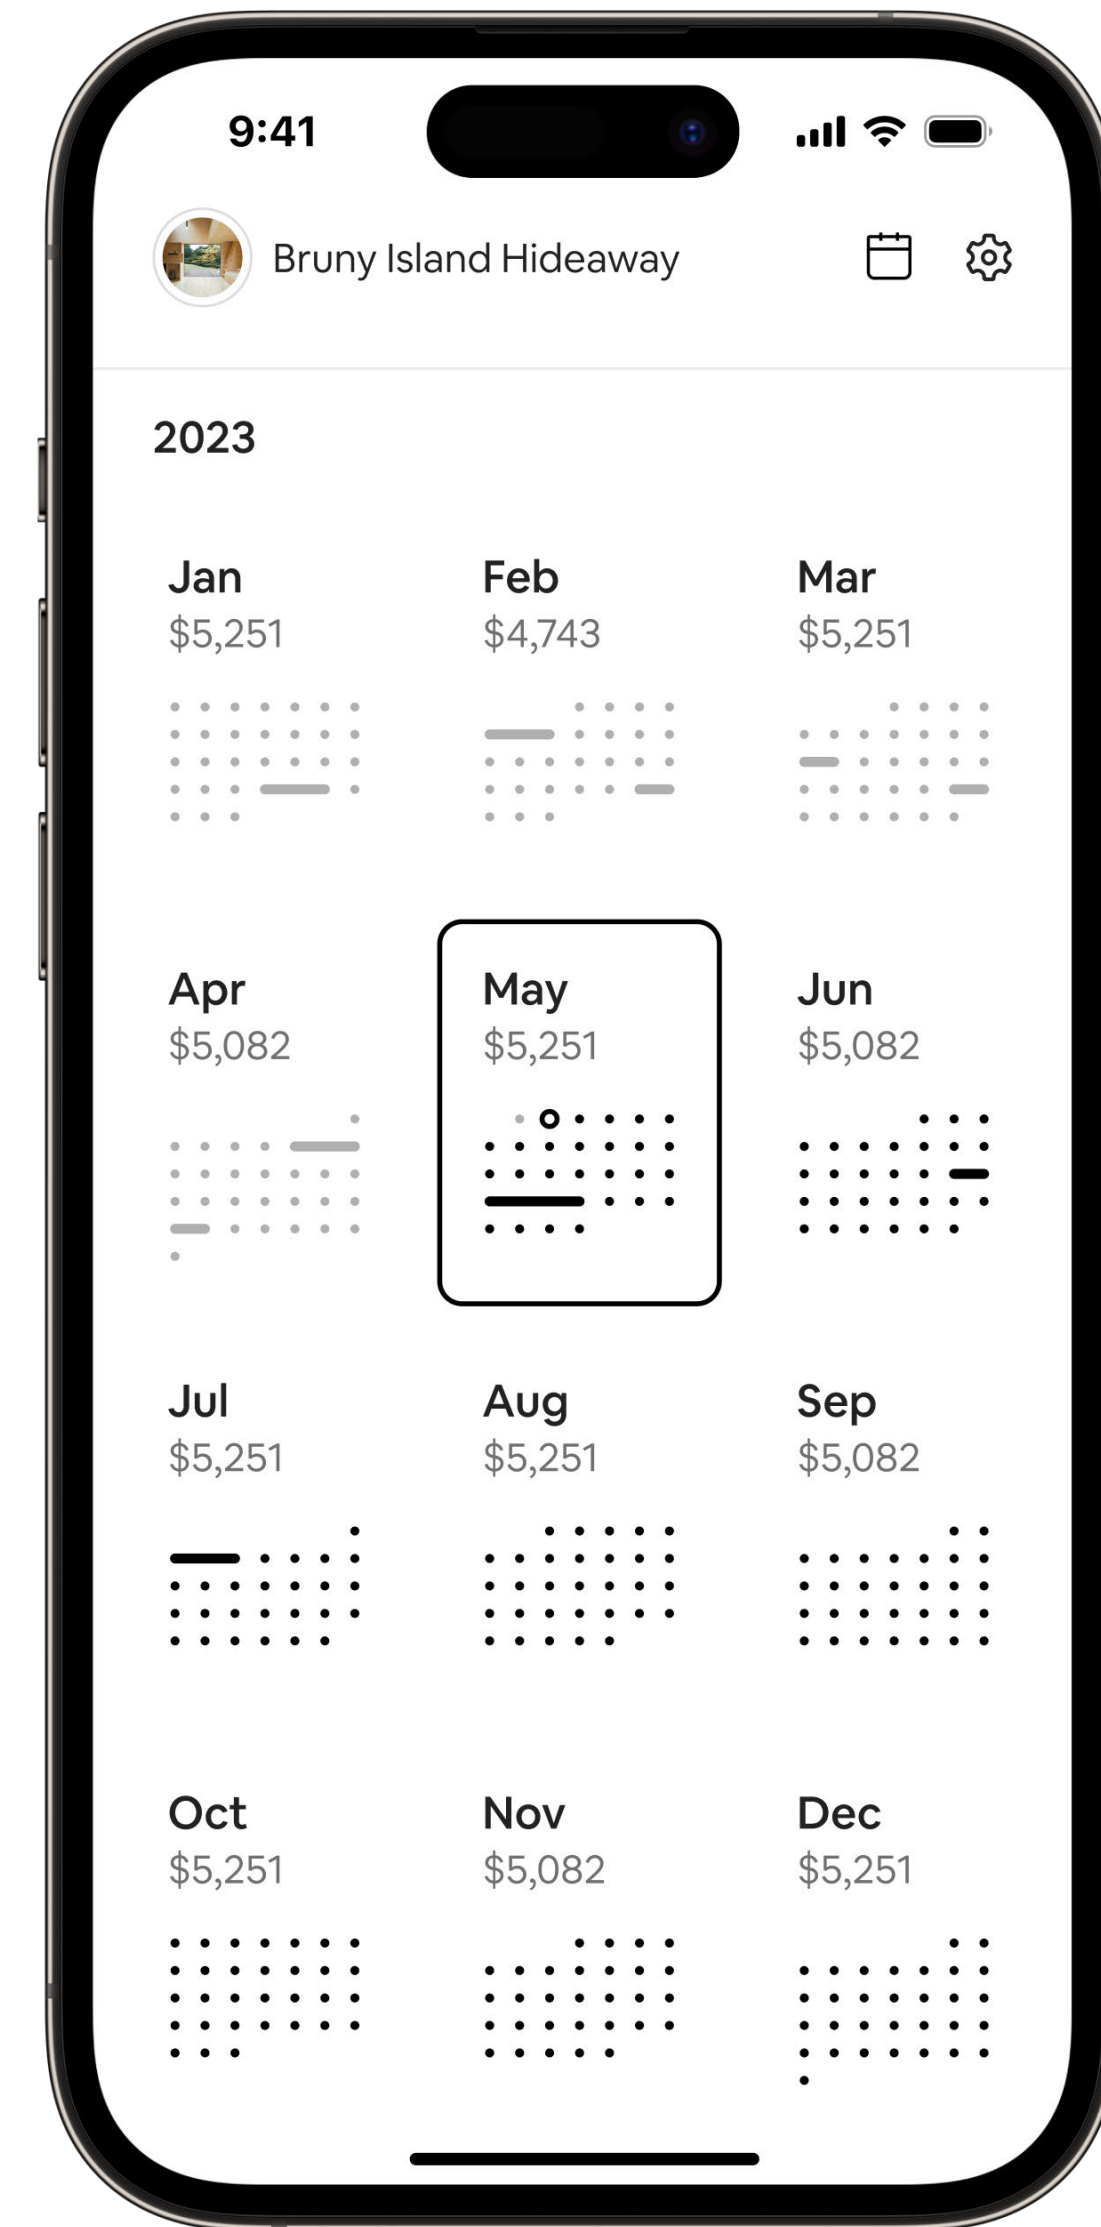 9:41
Bruny Island Hideaway
2023
Jan Feb Mar
$5,251 $4,743 $5,251
Apr May Jun
$5,082 $5,251 $5,082
Jul Aug Sep
$5,251 $5,251 $5,082
Oct Nov Dec
$5,251 $5,082 $5,251